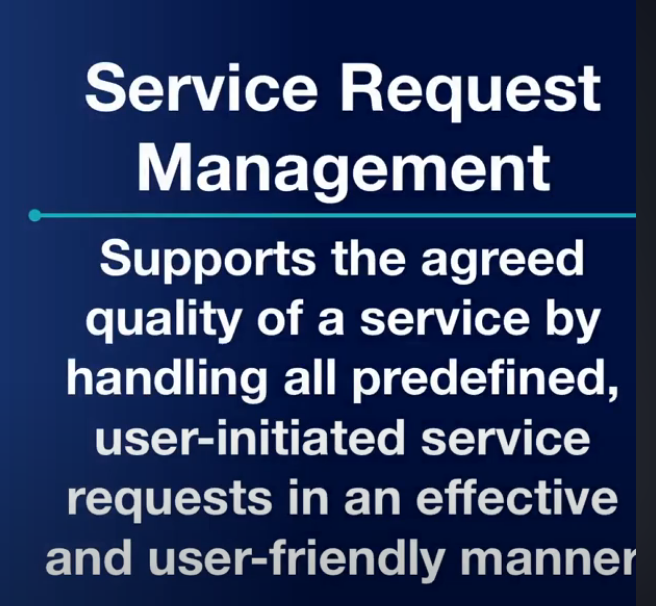 Service Request
Management
Supports the agreed
quality of a service by
handling all predefined,
user-initiated service
requests in an effective
and user-friendly manner